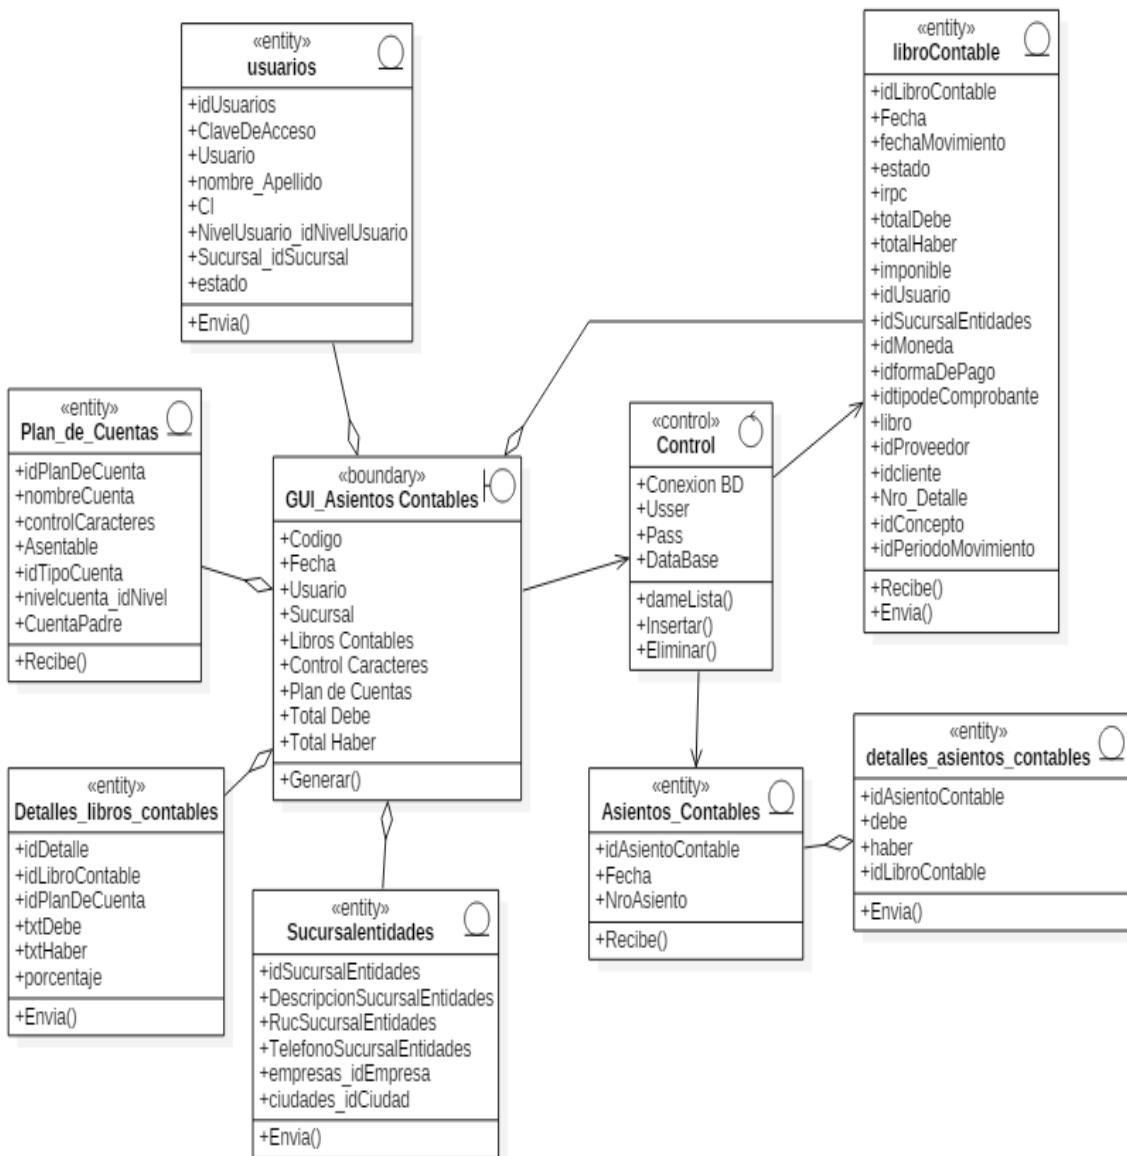 «entity»
usuarios
+idUsuarios
+ClaveDeAcceso
+Usuario
+nombre_Apellido
+CI
+NivelUsuario_idNivelUsuario
+Sucursal_idSucursal
+estado
+Envia()
«entity»
libroContable
+idLibroContable
+Fecha
+fechaMovimiento
+estado
+irpc
+totalDebe
+totalHaber
+imponible
+idUsuario
+idSucursalEntidades
+idMoneda
+idformaDePago
+idtipodeComprobante
+libro
+idProveedor
+idcliente
+Nro_Detalle
+idConcepto
+idPeriodoMovimiento
+Recibe()
+Envia()
«entity»
Plan_de_Cuentas
+idPlanDeCuenta
+nombreCuenta
+controlCaracteres
+Asentable
+idTipoCuenta
+nivelcuenta_idNivel
+CuentaPadre
+Recibe()
«boundary»
GUI_Asientos Contables
+Codigo
+Fecha
+Usuario
+Sucursal
+Libros Contables
+Control Caracteres
+Plan de Cuentas
+Total Debe
+Total Haber
+Generar()
«control»
Control
+Conexion BD
+Usser
+Pass
+DataBase
+dameLista()
+Insertar()
+Eliminar()
«entity»
Detalles_libros_contables
+idDetalle
+idLibroContable
+idPlanDeCuenta
+txtDebe
+txtHaber
+porcentaje
+Envia()
«entity»
Sucursalentidades
+idSucursalEntidades
+DescripcionSucursalEntidades
+RucSucursalEntidades
+TelefonoSucursalEntidades
+empresas_idEmpresa
+ciudades_idCiudad
+Envia()
«entity»
Asientos_Contables
+idAsientoContable
+Fecha
+NroAsiento
+Recibe()
«entity»
detalles_asientos_contables
+idAsientoContable
+debe
+haber
+idLibroContable
+Envia()